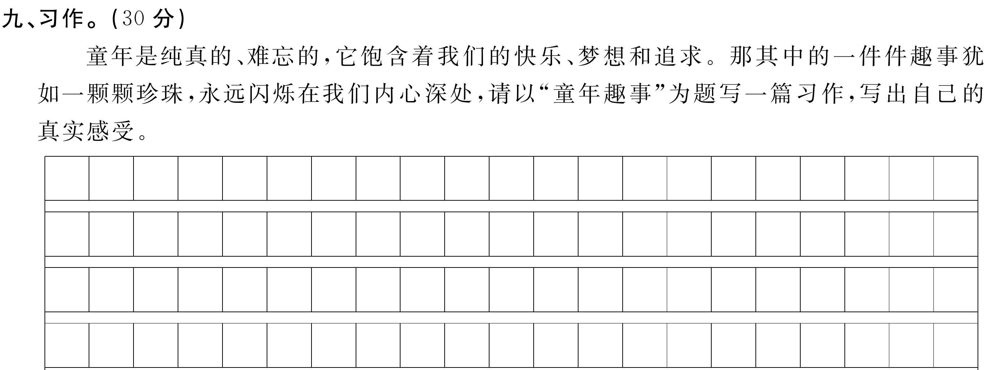 九、习作。(30 分)
童年是纯真的、难忘的,它饱含着我们的快乐、梦想和追求。那其中的一件件趣事犹
如一颗颗珍珠,永远闪烁在我们内心深处,请以“童年趣事”为题写一篇习作,写出自己的
真实感受。